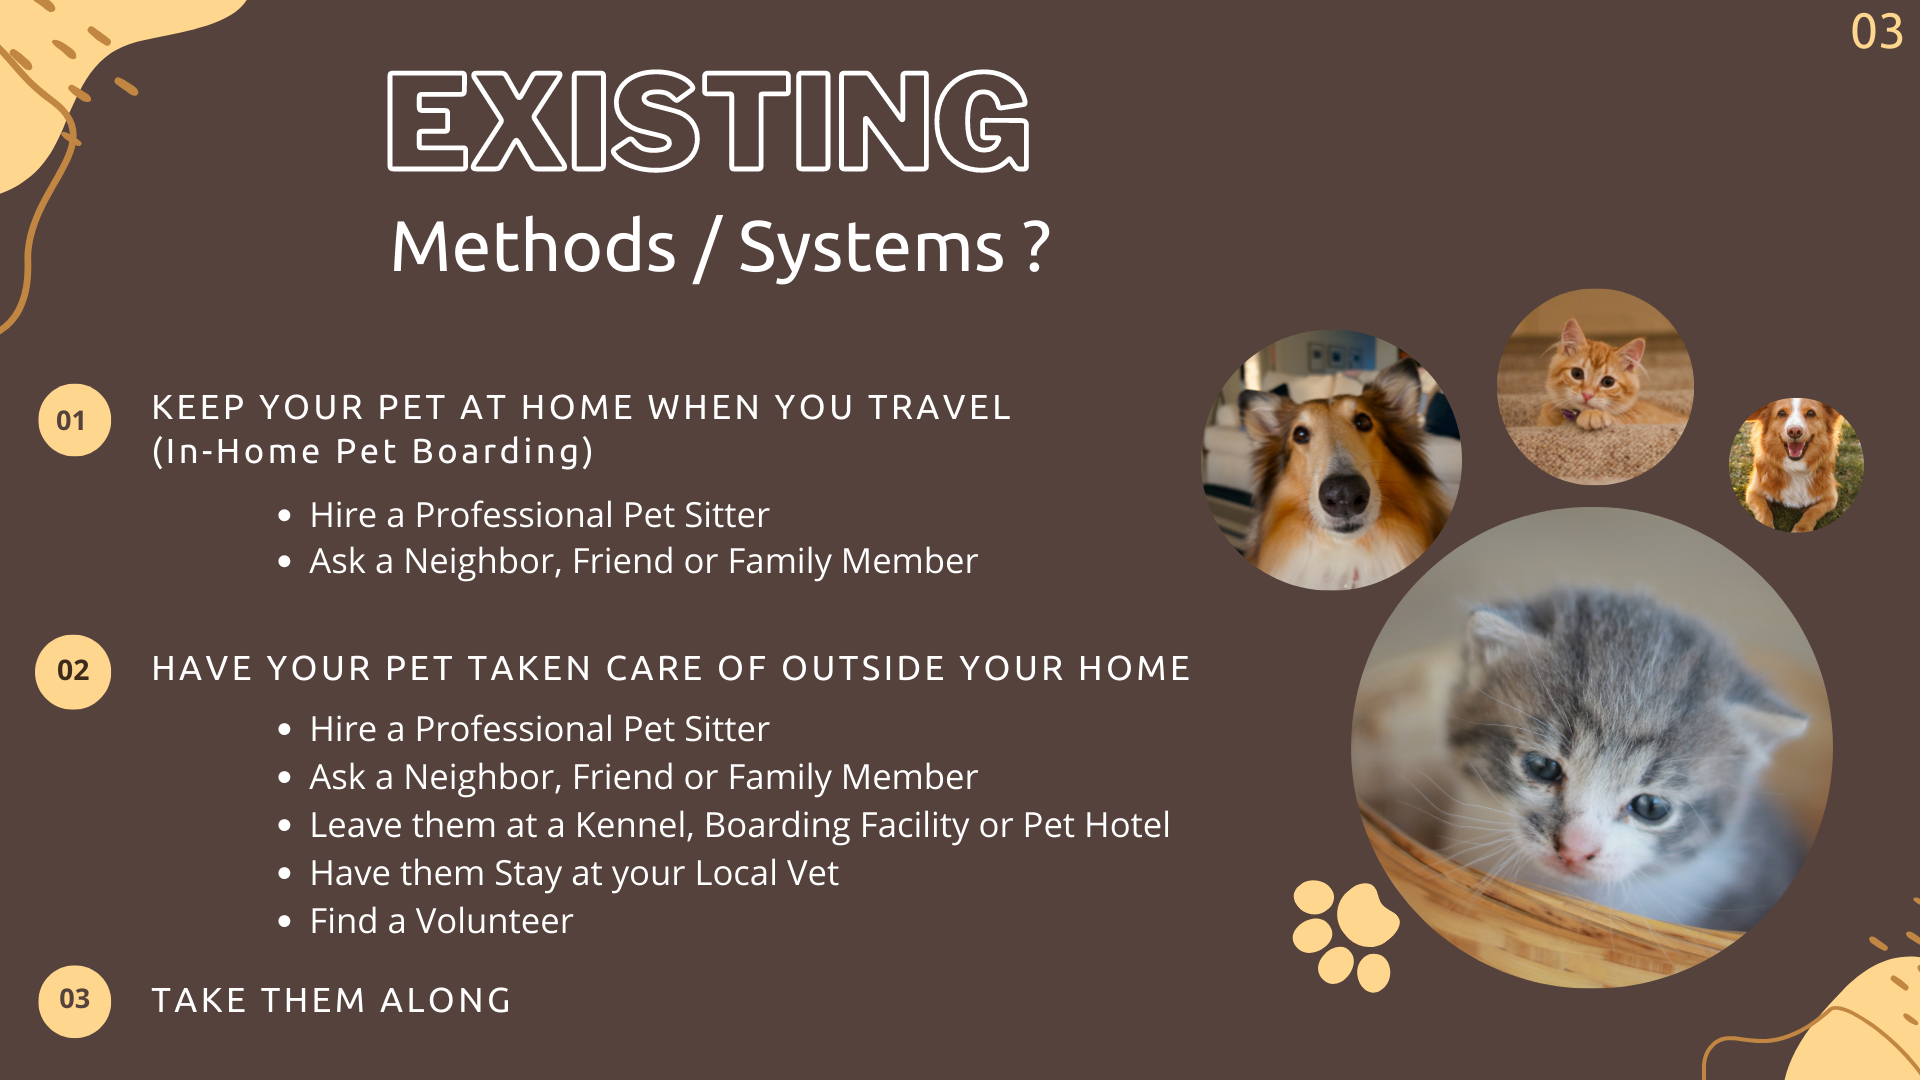 03
EXISTING
Methods / Systems ?
01
KEEP YOUR PET AT HOME WHEN YOU TRAVEL
(In-Home Pet Boarding)
• Hire a Professional Pet Sitter
• Ask a Neighbor, Friend or Family Member
02
HAVE YOUR PET TAKEN CARE OF OUTSIDE YOUR HOME
• Hire a Professional Pet Sitter
• Ask a Neighbor, Friend or Family Member
• Leave them at a Kennel, Boarding Facility or Pet Hotel
• Have them Stay at your Local Vet
• Find a Volunteer
03
TAKE THEM ALONG